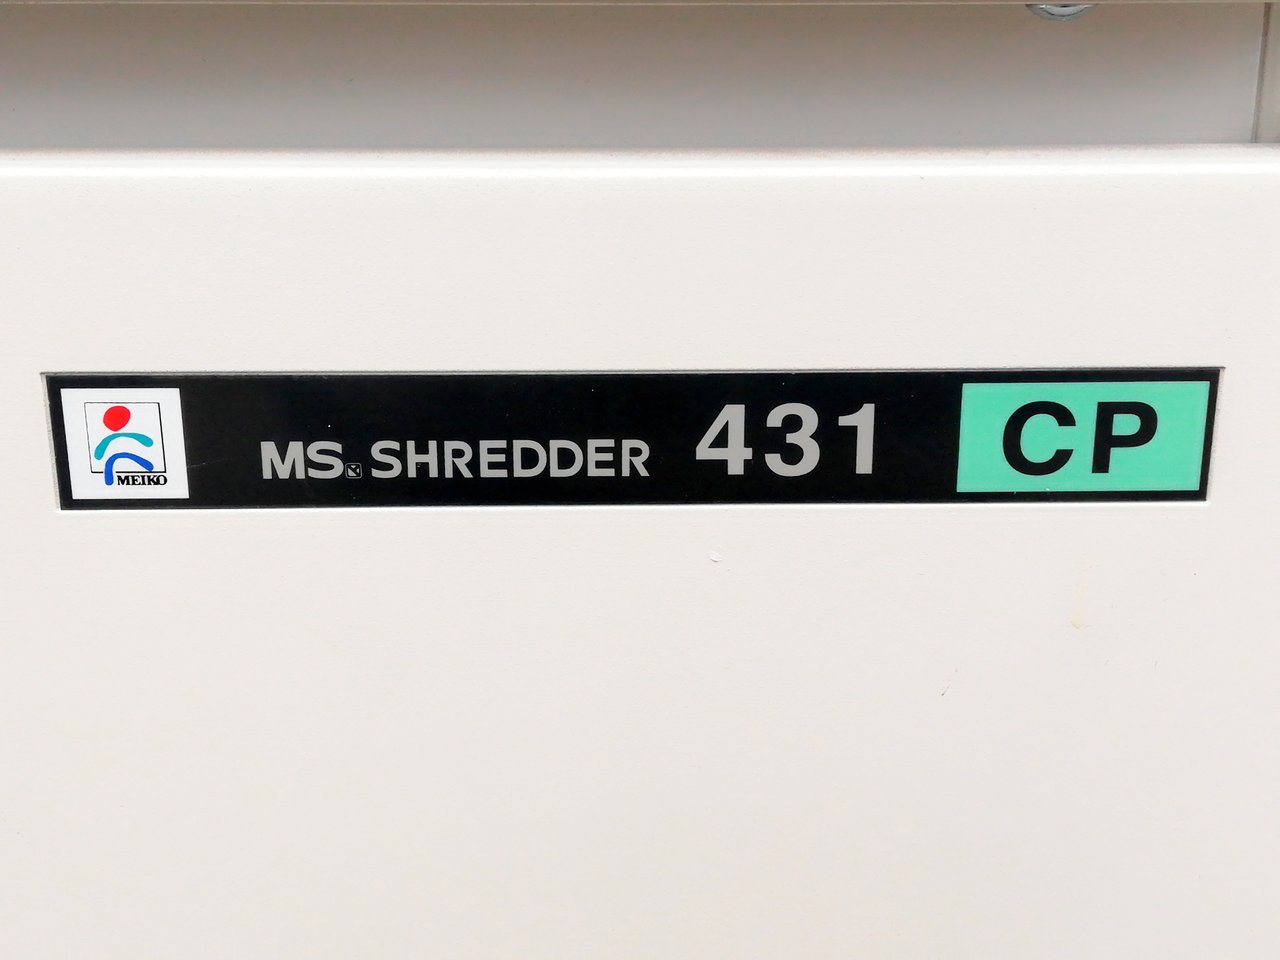 MEIKO
MS. SHREDDER 431 CP